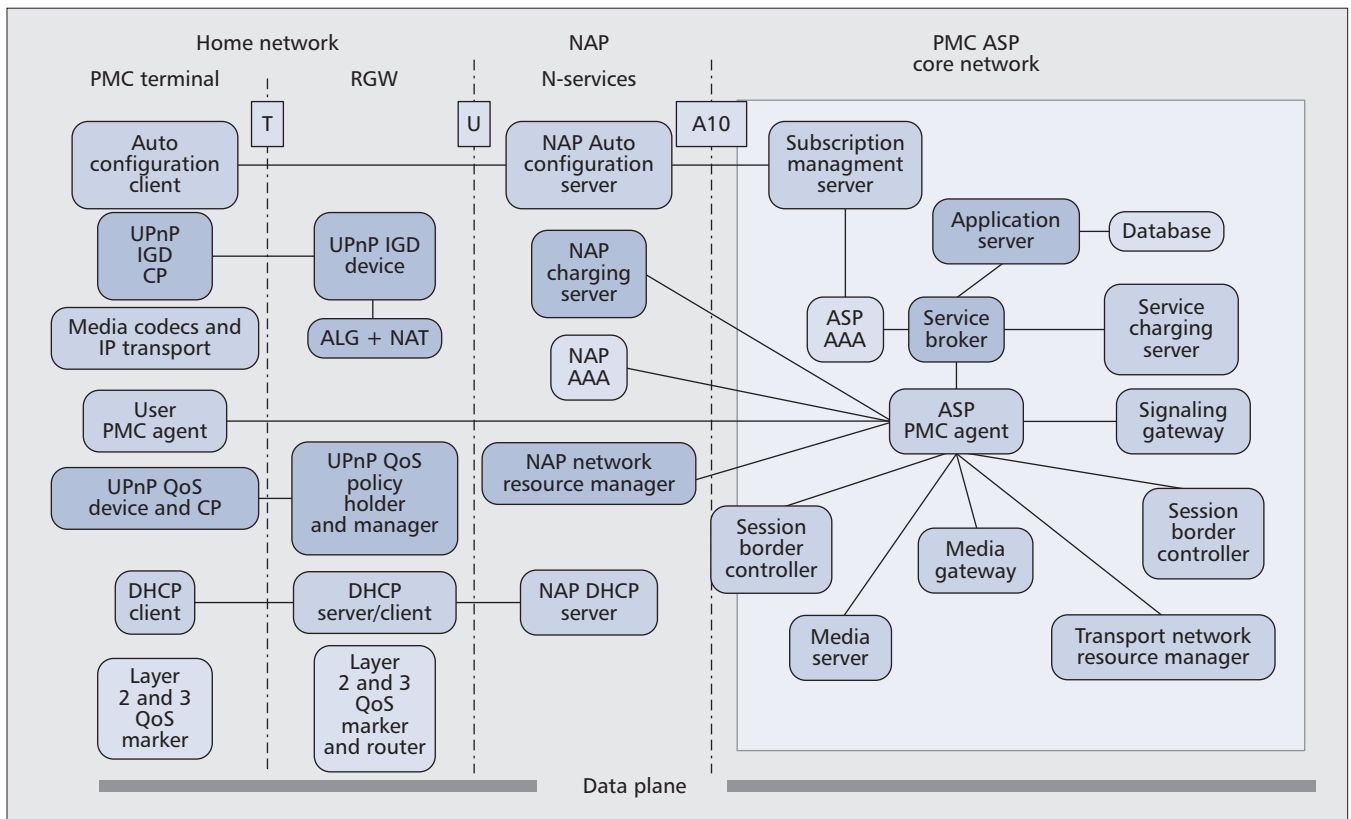 Home network
NAP
PMC ASP
core network
PMC terminal
RGW
N-services
T
U
A10
Auto
configuration
client
NAP Auto
configuration
server
Subscription
managment
server
UPnP
IGD
CP
UPnP IGD
device
NAP
charging
server
Application
server
Database
Media codecs and
IP transport
ALG + NAT
ASP
AAA
Service
broker
Service
charging
server
NAP
AAA
User
PMC agent
ASP
PMC agent
Signaling
gateway
UPnP QoS
device and CP
UPnP QoS
policy
holder
and manager
NAP network
resource manager
Session
border
controller
Media
gateway
Session
border
controller
DHCP
client
DHCP
server/client
NAP DHCP
server
Media
server
Transport network
resource manager
Layer
2 and 3
QoS
marker
Layer
2 and 3
QoS
marker
and router
Data plane